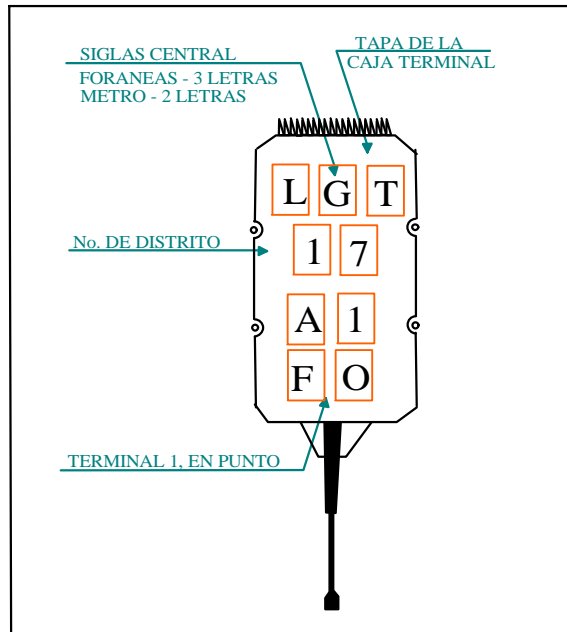 SIGLAS CENTRAL
FORANEAS - 3 LETRAS
METRO - 2 LETRAS
TAPA DE LA
CAJA TERMINAL
L G T
No. DE DISTRITO
1 7
A 1
F O
TERMINAL 1, EN PUNTO